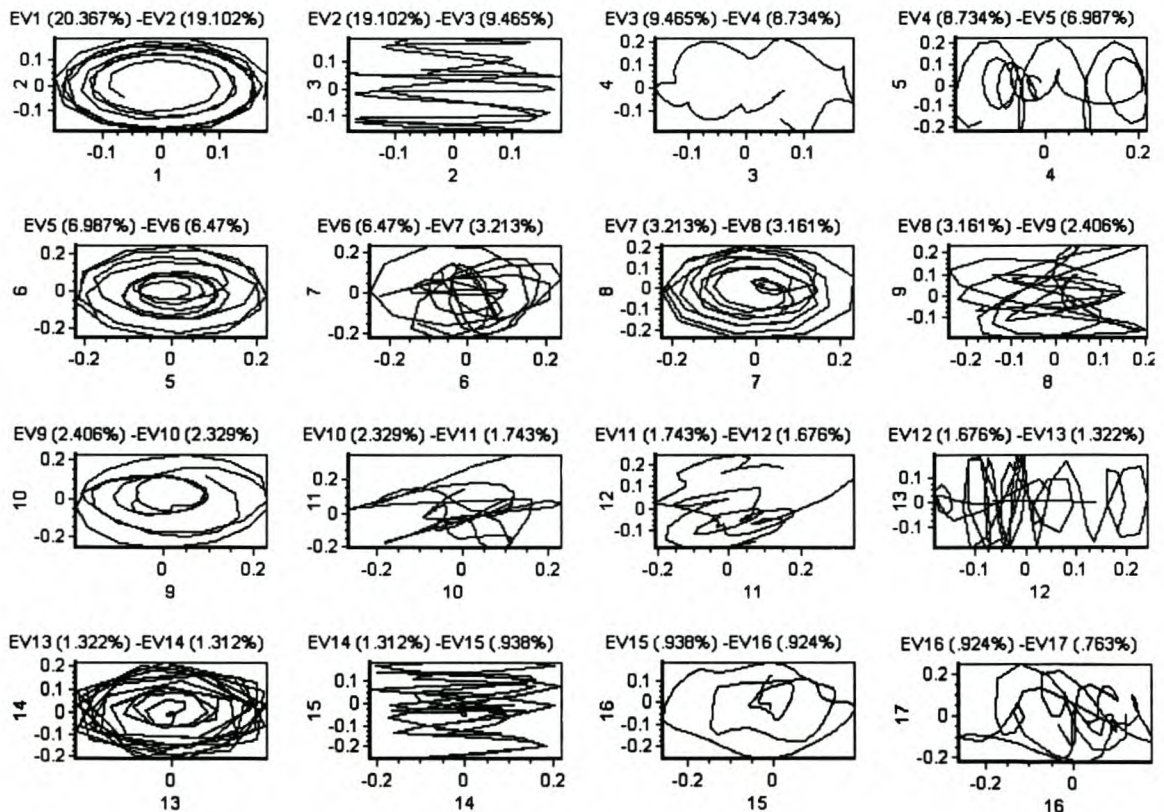 EV1 (20.367%) -EV2 (19.102%) EV2 (19.102%) -EV3 (9.465%) EV3 (9.465%) -EV4 (8.734%) EV4 (8.734%) -EV5 (6.987%)
2 0.1 0 -0.1 3 0.1 0 -0.1 4 0.2 0.1 0 -0.1 5 0.2 0.1 0 -0.1 -0.2
-0.1 0 0.1 -0.1 0 0.1 -0.1 0 0.1 0 0.2
1 2 3 4
EV5 (6.987%) -EV6 (6.47%) EV6 (6.47%) -EV7 (3.213%) EV7 (3.213%) -EV8 (3.161%) EV8 (3.161%) -EV9 (2.406%)
6 0.2 0 -0.2 7 0.2 0 -0.2 8 0.2 0.1 0 -0.1 -0.2 9 0.2 0.1 0 -0.1
-0.2 0 0.2 -0.2 0 0.2 -0.2 0 0.2 -0.2 -0.1 0 0.1 0.2
5 6 7 8
EV9 (2.406%) -EV10 (2.329%) EV10 (2.329%) -EV11 (1.743%) EV11 (1.743%) -EV12 (1.676%) EV12 (1.676%) -EV13 (1.322%)
10 0.2 0 -0.2 11 0.2 0 -0.2 12 0.2 0.1 0 -0.1 13 0.1 0 -0.1
0 0.2 -0.2 0 0.2 -0.2 0 0.2 -0.1 0 0.1 0.2
9 10 11 12
EV13 (1.322%) -EV14 (1.312%) EV14 (1.312%) -EV15 (.938%) EV15 (.938%) -EV16 (.924%) EV16 (.924%) -EV17 (.763%)
14 0.2 0.1 0 -0.1 -0.2 15 0.1 0 -0.1 -0.2 16 0.1 0 -0.1 -0.2 17 0.2 0 -0.2
0 -0.2 0 0.2 -0.2 0 -0.2 0
13 14 15 16